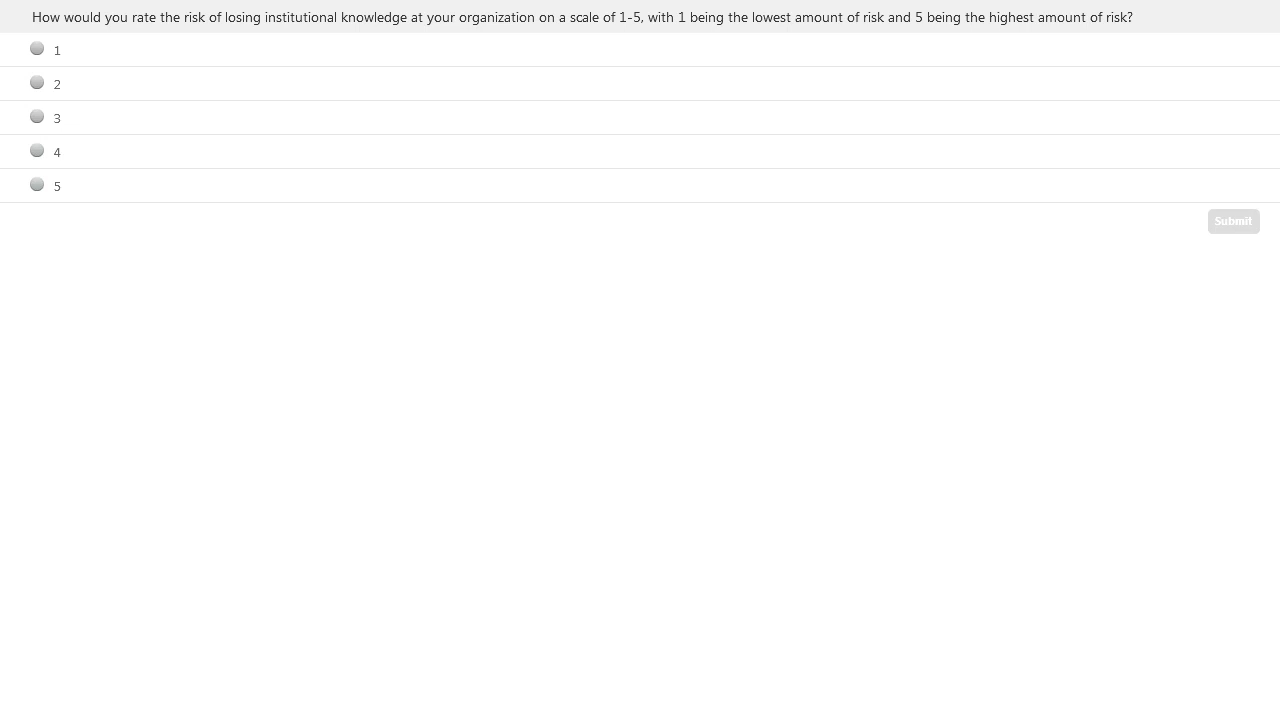 How would you rate the risk of losing institutional knowledge at your organization on a scale of 1-5, with 1 being the lowest amount of risk and 5 being the highest amount of risk?
1
2
3
4
5
Submit